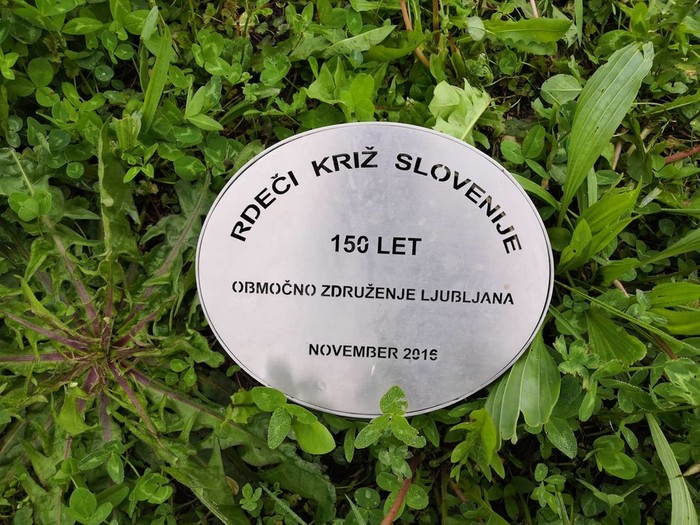 RDEČI KRIŽ SLOVENIJE
150 LET
OBMOČNO ZDRUŽENJE LJUBLJANA
NOVEMBER 2016